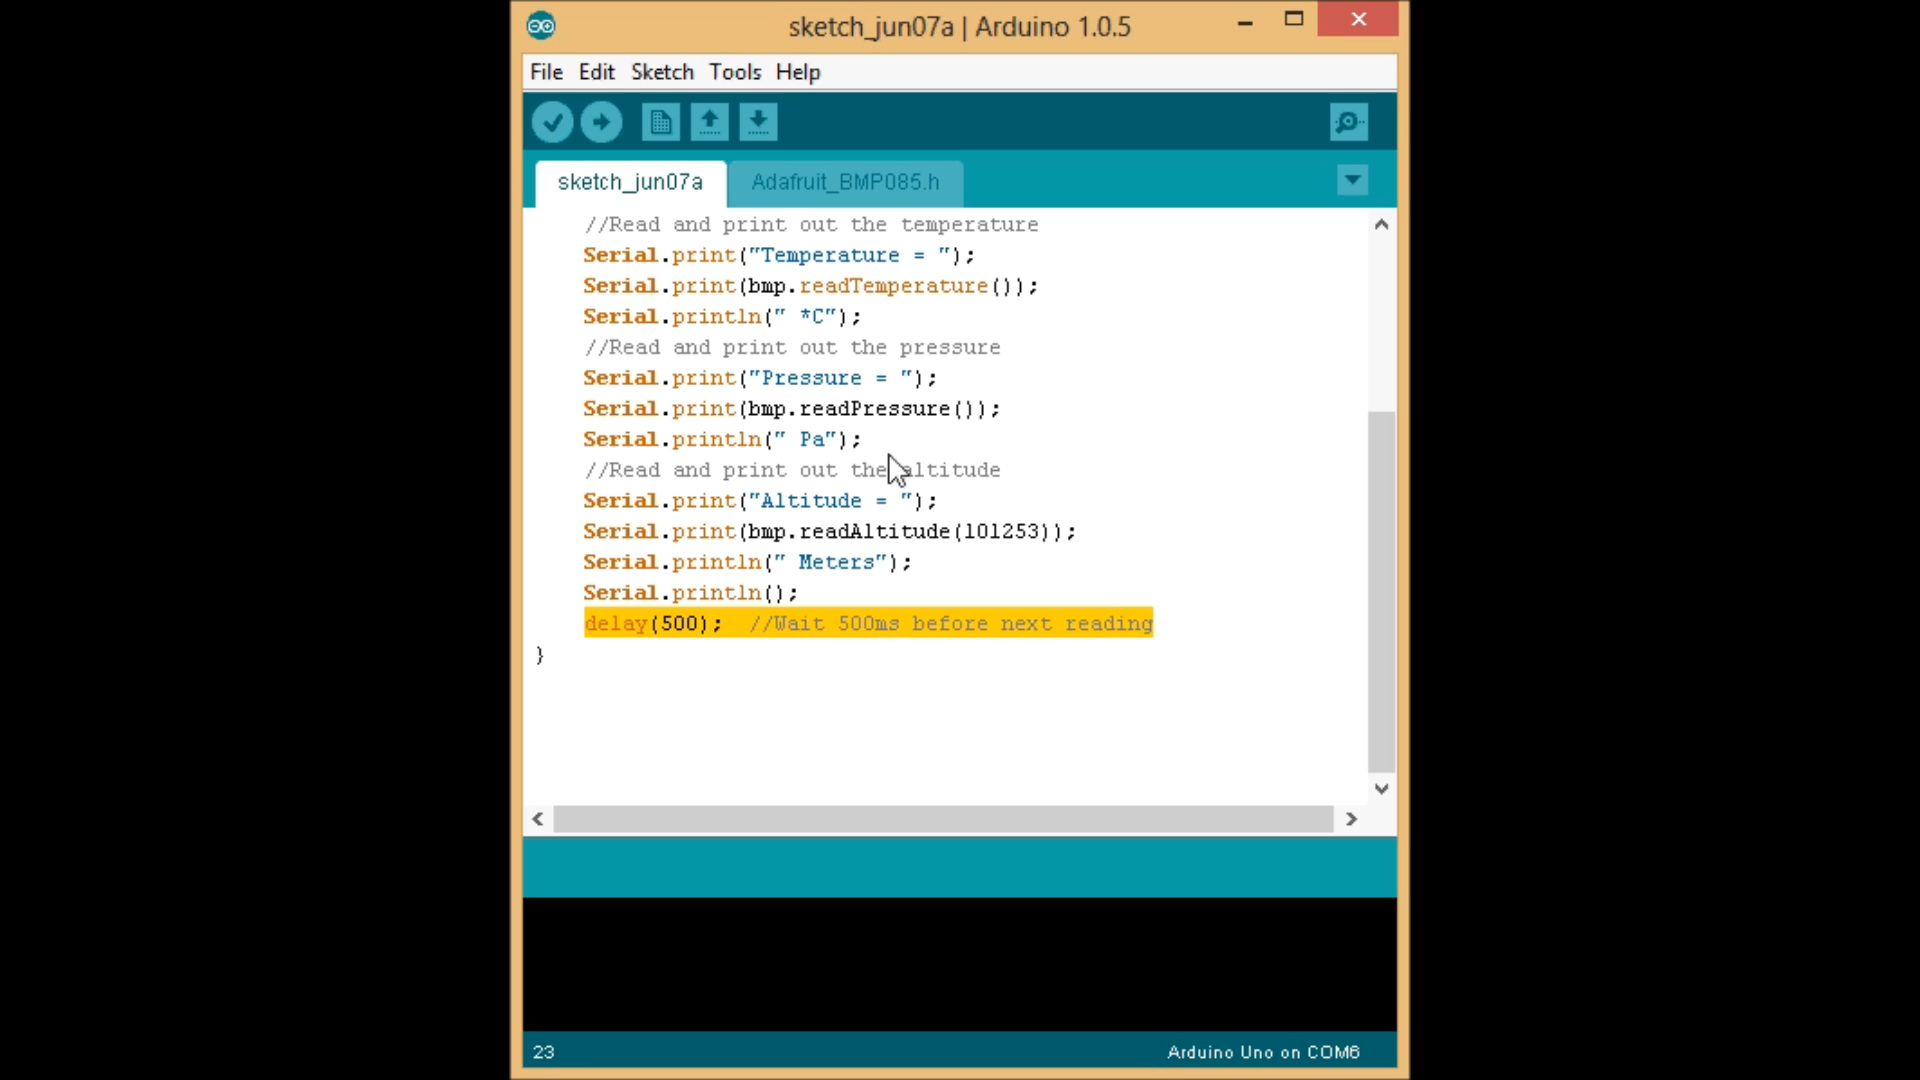 sketch_jun07a | Arduino 1.0.5
File Edit Sketch Tools Help
sketch_jun07a Adafruit_BMP085.h
//Read and print out the temperature
Serial.print("Temperature = ");
Serial.print(bmp.readTemperature());
Serial.println(" *C");
//Read and print out the pressure
Serial.print("Pressure = ");
Serial.print(bmp.readPressure());
Serial.println(" Pa");
//Read and print out the altitude
Serial.print("Altitude = ");
Serial.print(bmp.readAltitude(101253));
Serial.println(" Meters");
Serial.println();
delay(500); //Wait 500ms before next reading
}
23 Arduino Uno on COM6